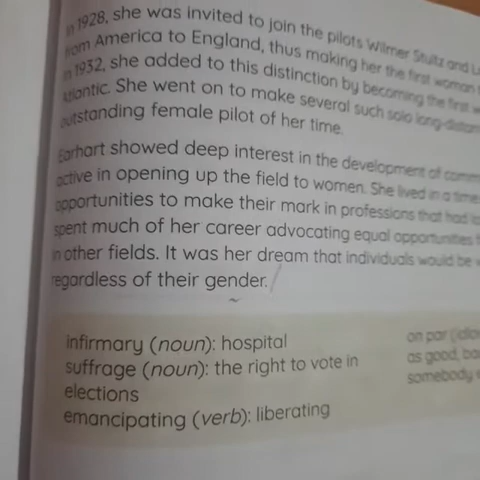 In 1928, she was invited to join the pilots Wilmer Stultz and
from America to England, thus making her the first woman
In 1932, she added to this distinction by becoming the first
Atlantic. She went on to make several such solo long-distan
outstanding female pilot of her time.
Earhart showed deep interest in the development of comm
active in opening up the field to women. She lived in a time
opportunities to make their mark in professions that had
spent much of her career advocating equal opportunities
in other fields. It was her dream that individuals would be
regardless of their gender.
infirmary (noun): hospital
suffrage (noun): the right to vote in
elections
emancipating (verb): liberating
on par (idio
as good, ba
somebody